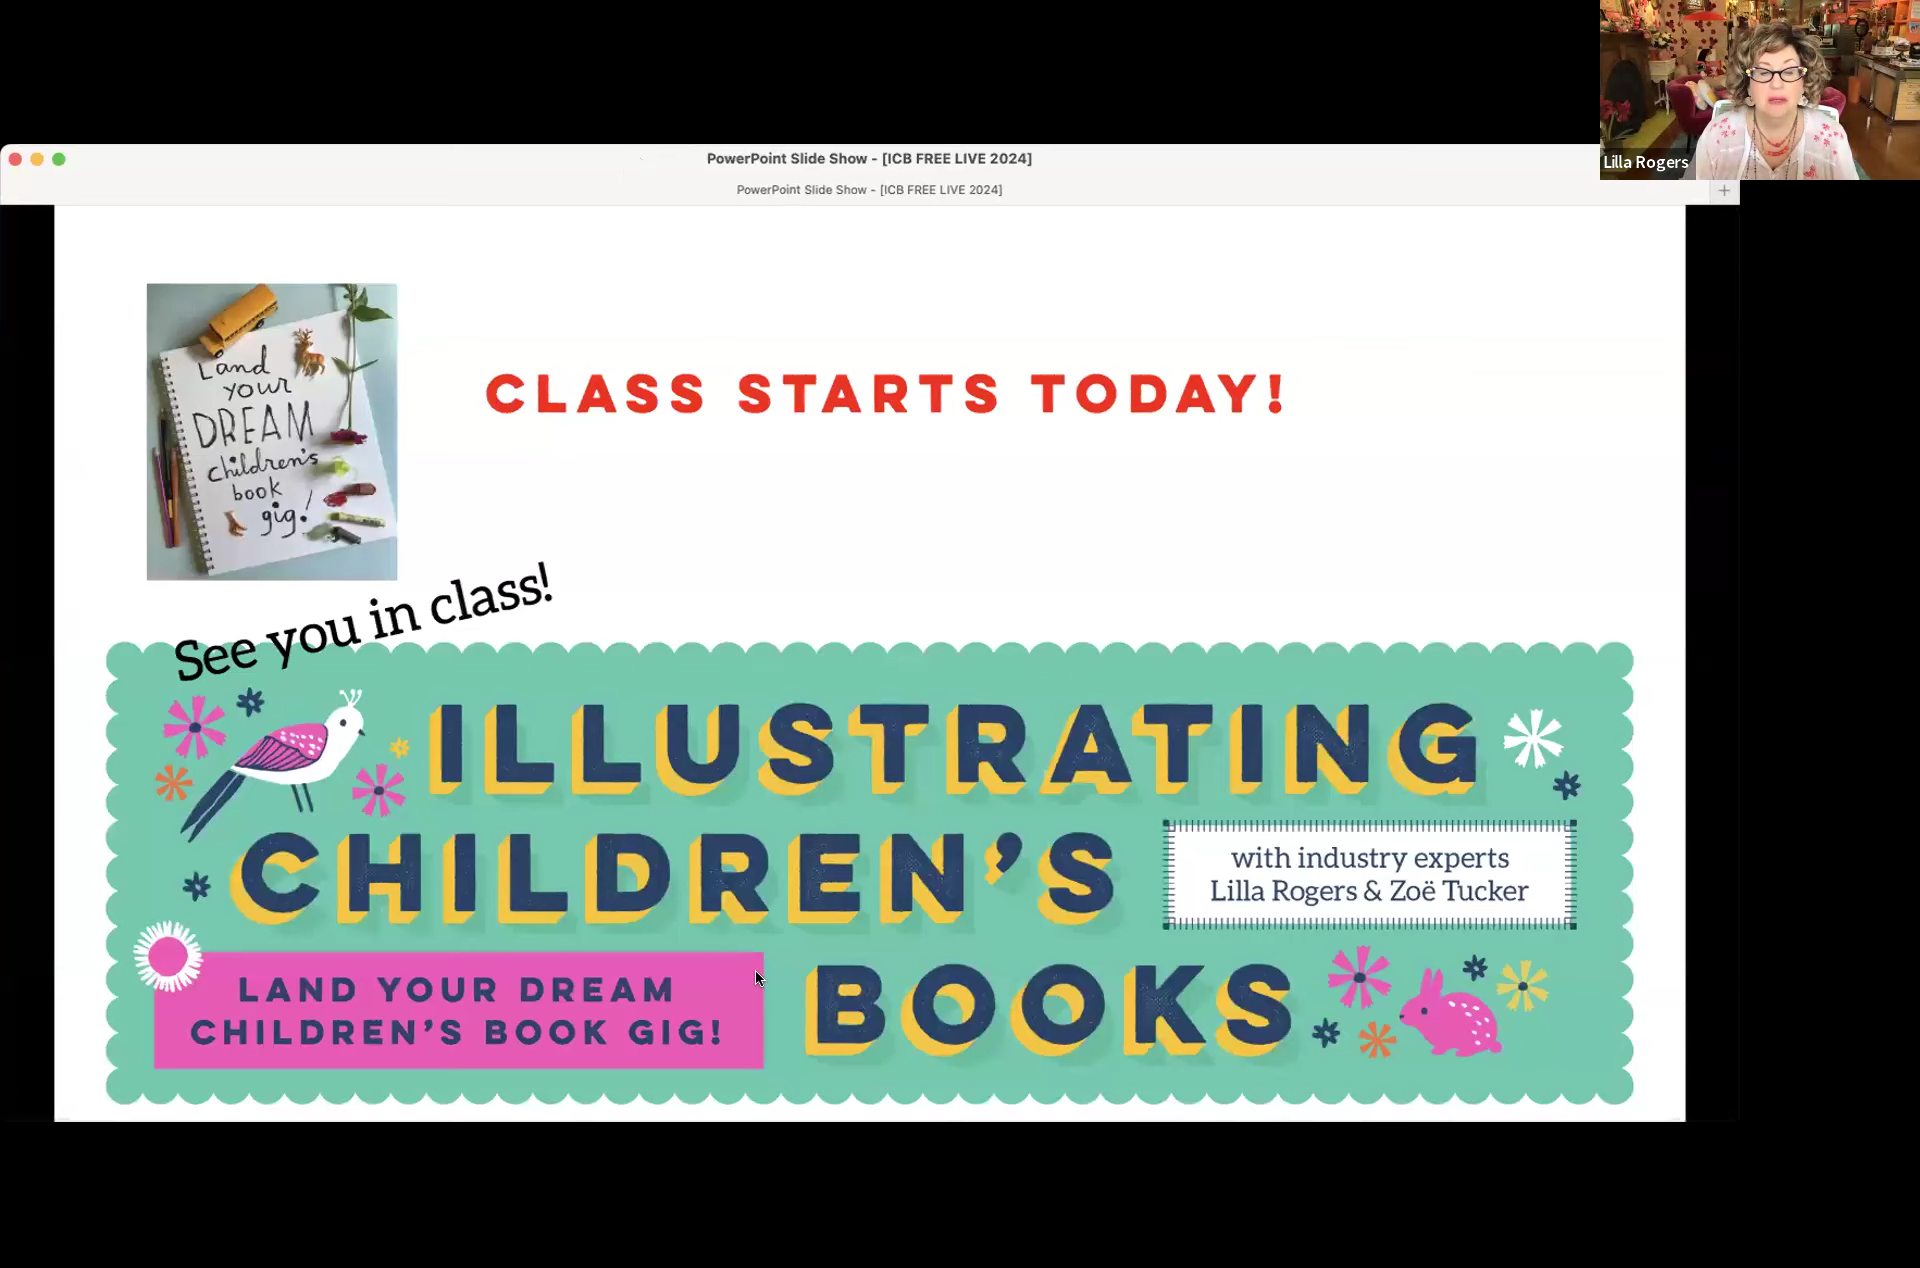 Lilla Rogers
PowerPoint Slide Show - [ICB FREE LIVE 2024]
PowerPoint Slide Show - [ICB FREE LIVE 2024]
Land
your
DREAM
children's
book
gig!
CLASS STARTS TODAY!
See you in class!
ILLUSTRATING
CHILDREN'S
with industry experts
Lilla Rogers & Zoë Tucker
LAND YOUR DREAM
CHILDREN'S BOOK GIG!
BOOKS